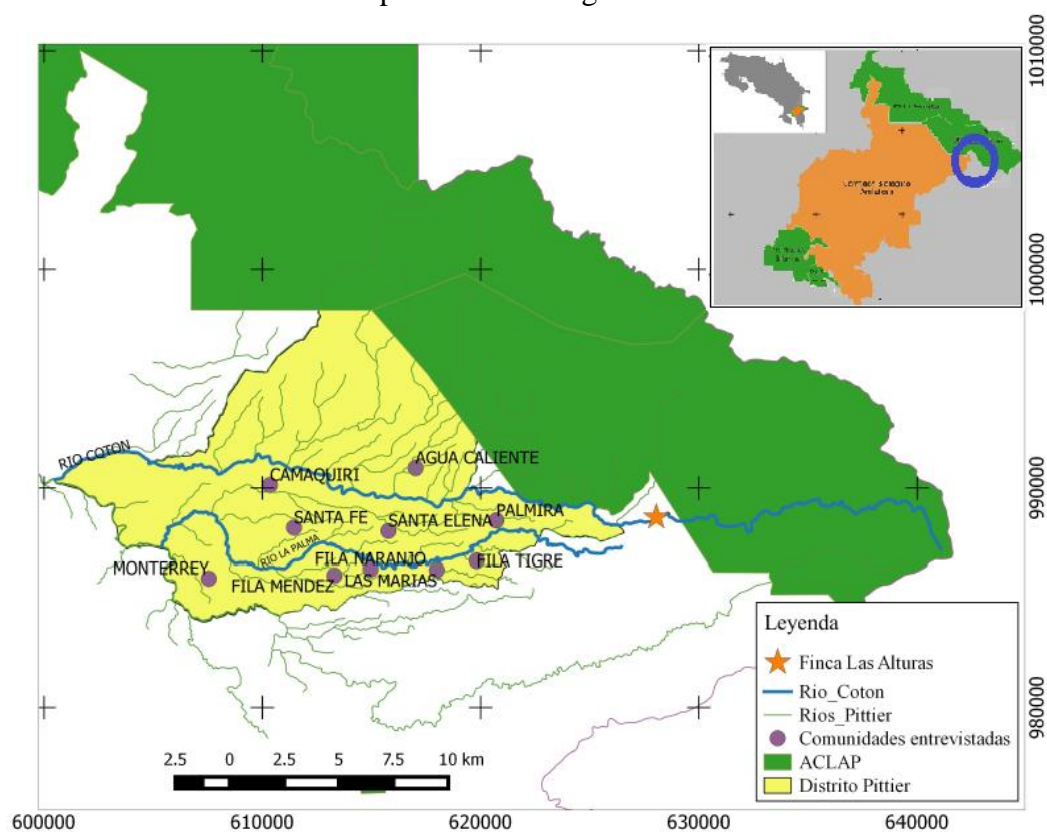 1010000
RIO COTON
AGUA CALIENTE
CAMAQUIRI
990000
SANTA FE
SANTA ELENA
PALMIRA
RIO LA PALMA
FILA NARANJO
FILA TIGRE
MONTERREY
FILA MENDEZ
LAS MARIAS
1000000
980000
Leyenda
Finca Las Alturas
Rio_Coton
Rios_Pittier
Comunidades entrevistadas
ACLAP
Distrito Pittier
2.5 0 2.5 5 7.5 10 km
600000 610000 620000 630000 640000